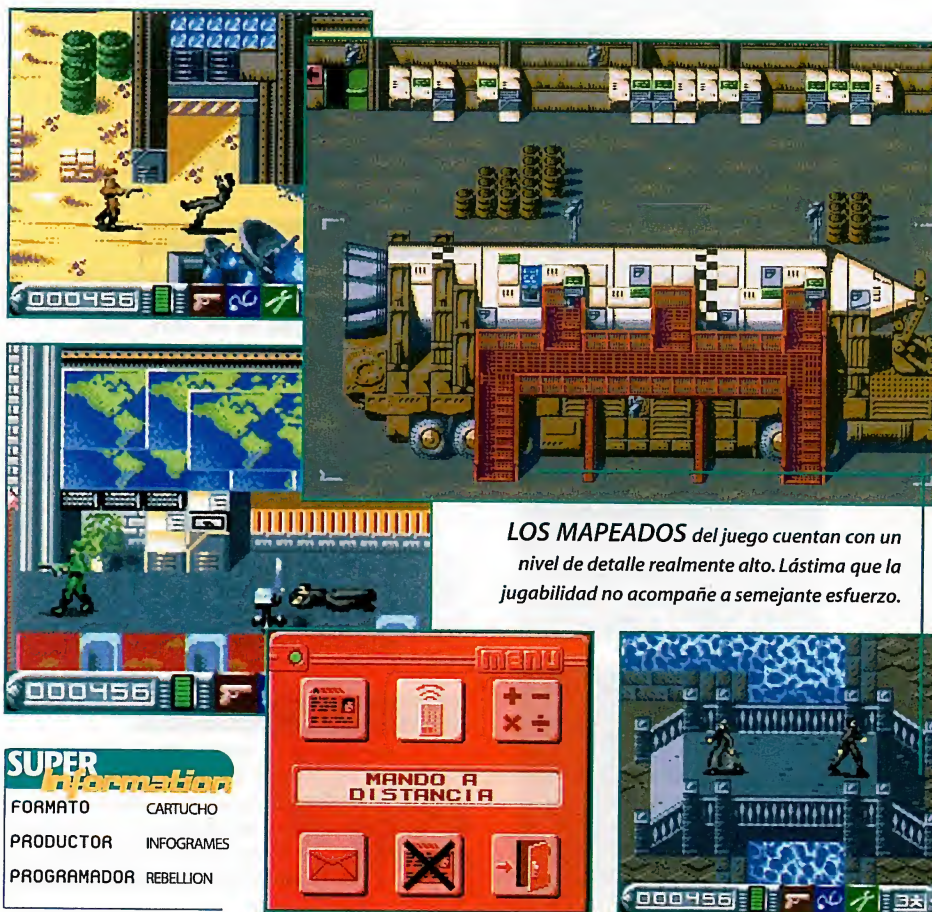 000456
000456
LOS MAPEADOS del juego cuentan con un
nivel de detalle realmente alto. Lástima que la
jugabilidad no acompañe a semejante esfuerzo.
MENU
MANDO A
DISTANCIA
000456
3
SUPER
Information
FORMATO CARTUCHO
PRODUCTOR INFOGRAMES
PROGRAMADOR REBELLION